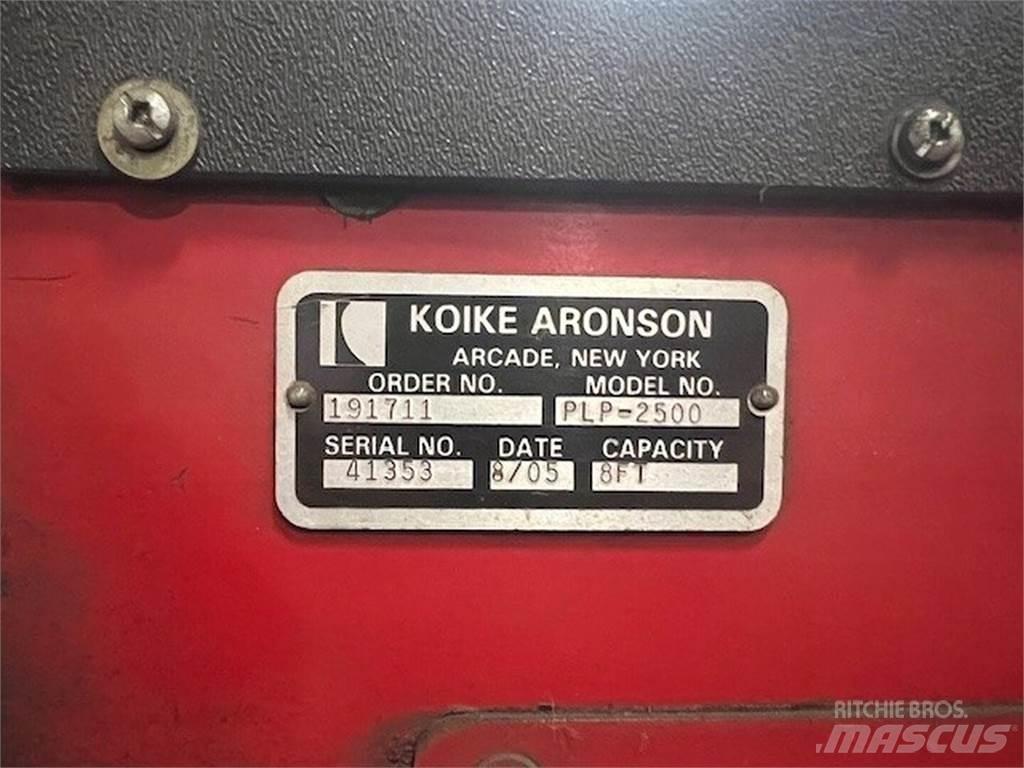 KOIKE ARONSON
ARCADE, NEW YORK
ORDER NO. MODEL NO.
191711 PLP-2500
SERIAL NO. DATE CAPACITY
41353 8/05 8FT
RITCHIE BROS.
MASCUS